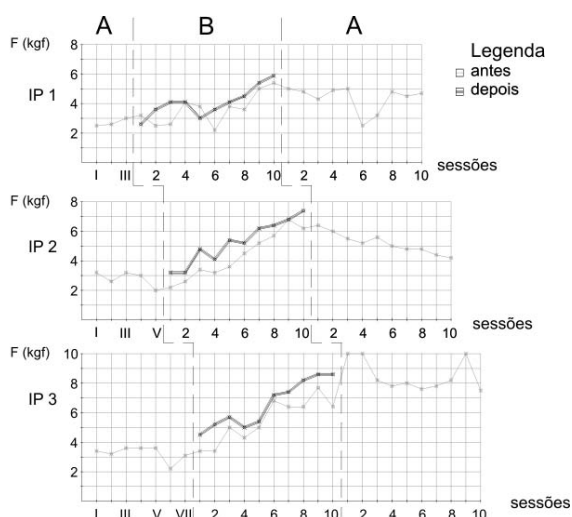 A B A
F (kgf)
8
6
IP 1
4
2
I III 2 V 4 6 8 10 2 4 6 8 10 sessões
Legenda
antes
depois
F (kgf)
8
6
IP 2
4
2
I III V 2 4 6 8 10 2 4 6 8 10 sessões
F (kgf)
10
8
IP 3
6
4
2
I III V VII 2 4 6 8 10 2 4 6 8 10 sessões